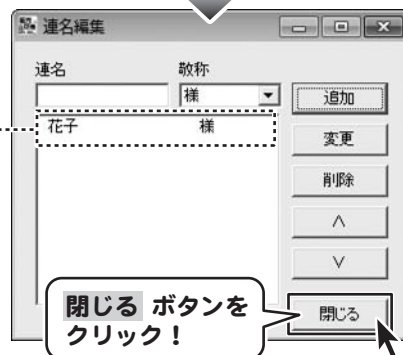 連名編集
連名 敬称
様 追加
花子 様
変更
削除
∧
∨
閉じる
閉じる ボタンを
クリック!